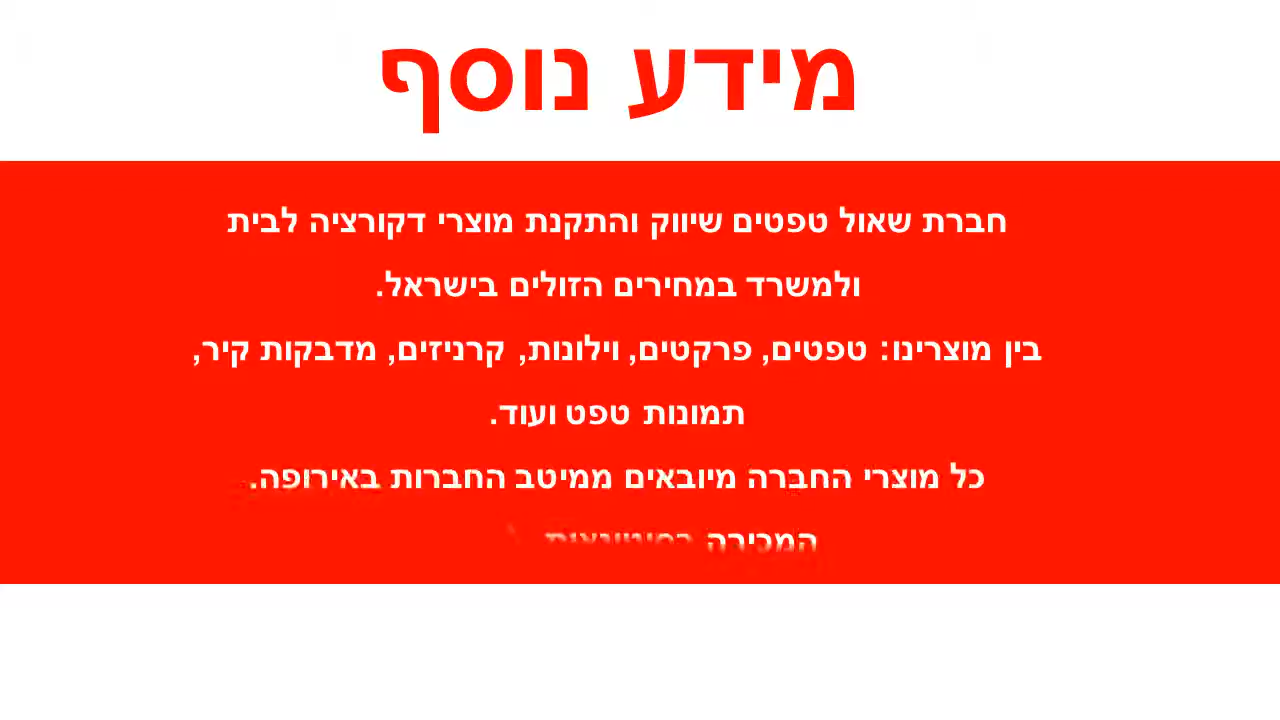 מידע נוסף
חברת שאול טפטים שיווק והתקנת מוצרי דקורציה לבית
ולמשרד במחירים הזולים בישראל.
בין מוצרינו: טפטים, פרקטים, וילונות, קרניזים, מדבקות קיר,
תמונות טפט ועוד.
כל מוצרי החברה מיובאים ממיטב החברות באירופה.
המכירה